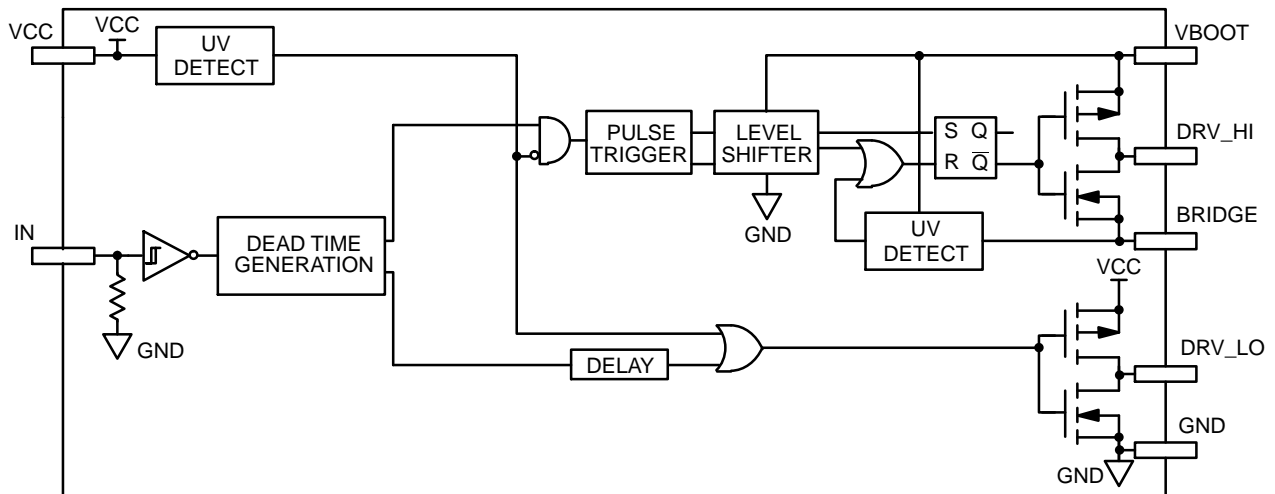 VCC
VCC
UV
DETECT
VBOOT
PULSE
TRIGGER
LEVEL
SHIFTER
S Q
R Q̅
DRV_HI
GND
IN
DEAD TIME
GENERATION
UV
DETECT
BRIDGE
VCC
GND
DELAY
DRV_LO
GND
GND